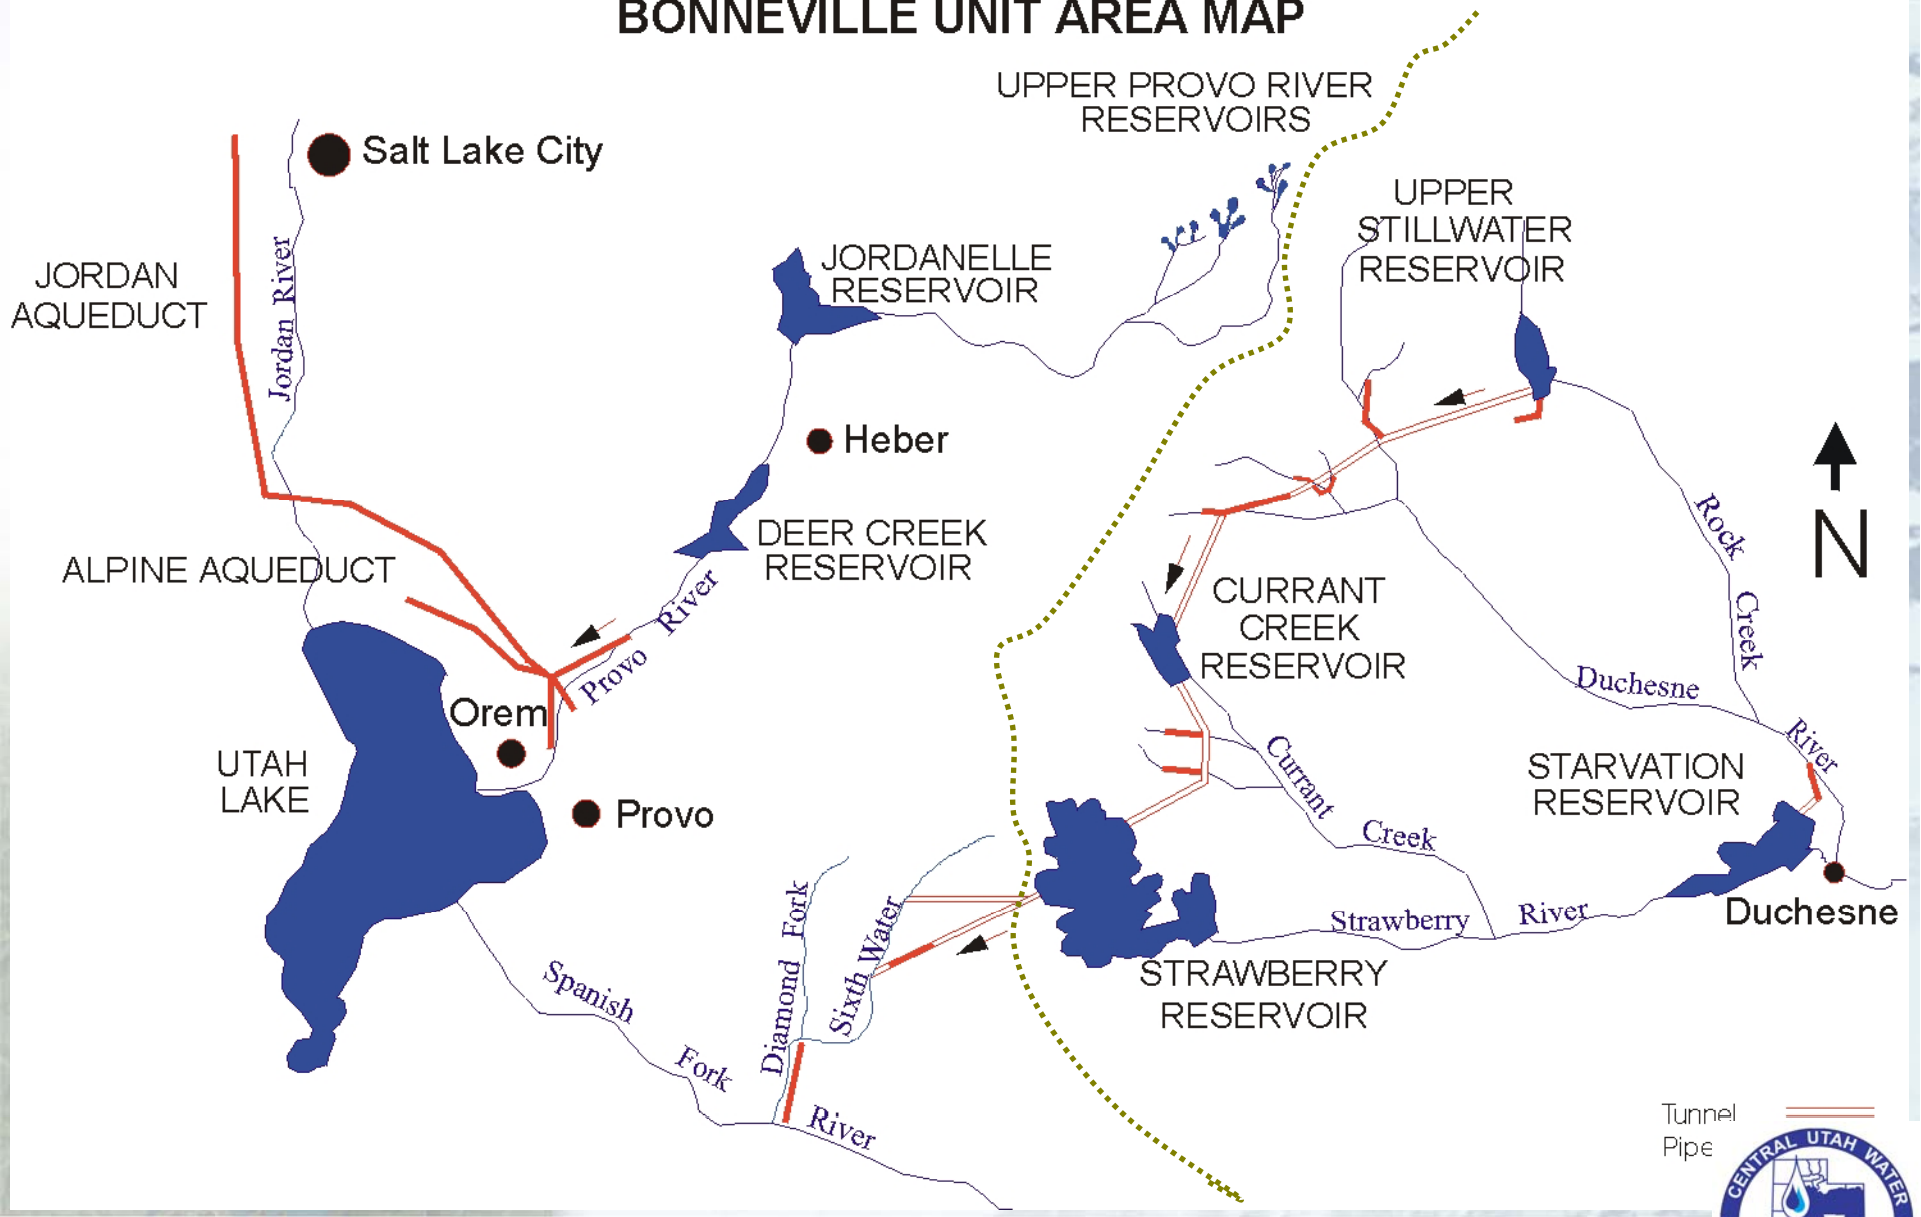 BONNEVILLE UNIT AREA MAP
UPPER PROVO RIVER
RESERVOIRS
Salt Lake City
UPPER
STILLWATER
RESERVOIR
JORDANELLE
RESERVOIR
JORDAN
AQUEDUCT
Jordan River
Heber
DEER CREEK
RESERVOIR
ALPINE AQUEDUCT
Rock
Creek
N
CURRANT
CREEK
RESERVOIR
Provo River
Duchesne
River
Orem
UTAH
LAKE
Provo
Currant
Creek
STARVATION
RESERVOIR
Duchesne
Strawberry River
STRAWBERRY
RESERVOIR
Diamond Fork
Sixth Water
Spanish
Fork
River
Tunnel
Pipe
CENTRAL UTAH WATER